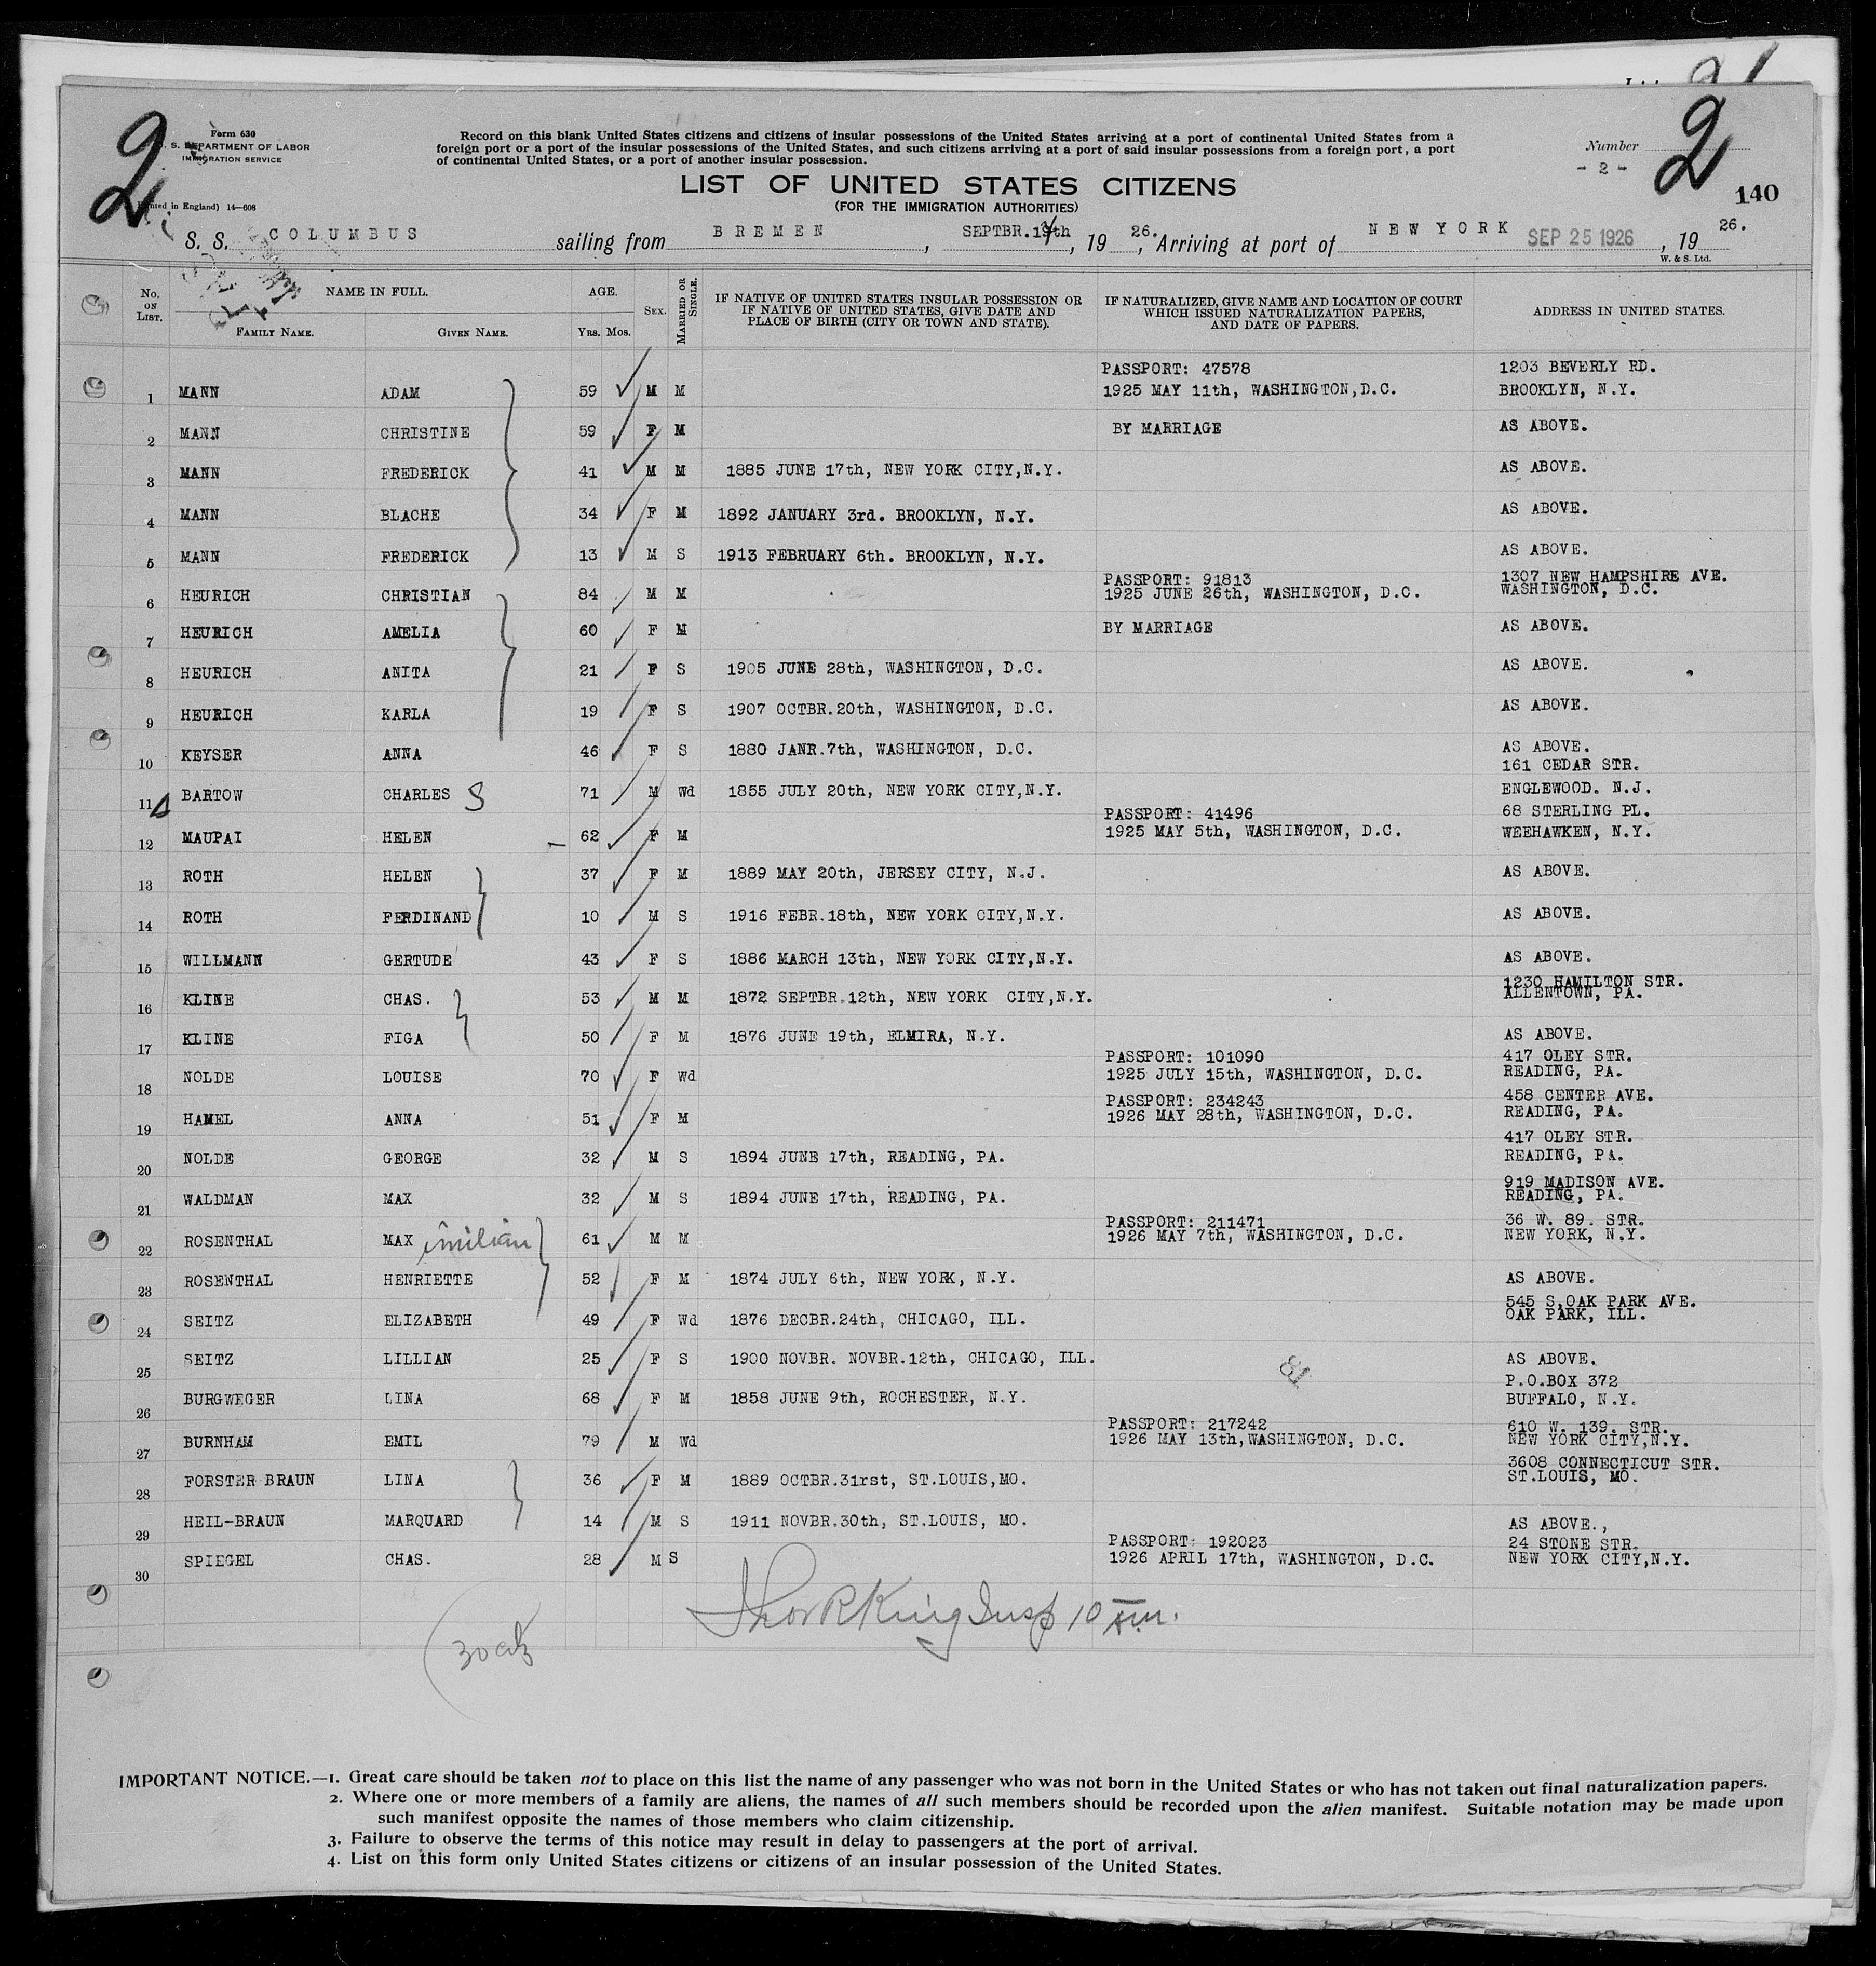 2 2
Form 630
U. S. DEPARTMENT OF LABOR
IMMIGRATION SERVICE
(Printed in England) 14—608
Record on this blank United States citizens and citizens of insular possessions of the United States arriving at a port of continental United States from a
foreign port or a port of the insular possessions of the United States, and such citizens arriving at a port of said insular possessions from a foreign port, a port
of continental United States, or a port of another insular possession.
Number
- 2 -
140
LIST OF UNITED STATES CITIZENS
(FOR THE IMMIGRATION AUTHORITIES)
S. S. COLUMBUS sailing from BREMEN, SEPTBR. th, 19 26., Arriving at port of NEW YORK SEP 25 1926, 19 26.
W. & S. Ltd.
No. ON LIST. NAME IN FULL. AGE. SEX. MARRIED OR SINGLE. IF NATIVE OF UNITED STATES INSULAR POSSESSION OR IF NATIVE OF UNITED STATES, GIVE DATE AND PLACE OF BIRTH (CITY OR TOWN AND STATE). IF NATURALIZED, GIVE NAME AND LOCATION OF COURT WHICH ISSUED NATURALIZATION PAPERS, AND DATE OF PAPERS. ADDRESS IN UNITED STATES.
FAMILY NAME. GIVEN NAME. YRS. MOS.
PASSPORT: 47578 1203 BEVERLY RD.
1 MANN ADAM 59 M M 1925 MAY 11th, WASHINGTON,D.C. BROOKLYN, N.Y.
2 MANN CHRISTINE 59 F M BY MARRIAGE AS ABOVE.
3 MANN FREDERICK 41 M M 1885 JUNE 17th, NEW YORK CITY,N.Y. AS ABOVE.
4 MANN BLACHE 34 F M 1892 JANUARY 3rd. BROOKLYN, N.Y. AS ABOVE.
5 MANN FREDERICK 13 M S 1913 FEBRUARY 6th. BROOKLYN, N.Y. AS ABOVE.
PASSPORT: 91813 1307 NEW HAMPSHIRE AVE.
6 HEURICH CHRISTIAN 84 M M 1925 JUNE 26th, WASHINGTON, D.C. WASHINGTON, D.C.
7 HEURICH AMELIA 60 F M BY MARRIAGE AS ABOVE.
8 HEURICH ANITA 21 F S 1905 JUNE 28th, WASHINGTON, D.C. AS ABOVE.
9 HEURICH KARLA 19 F S 1907 OCTBR.20th, WASHINGTON, D.C. AS ABOVE.
10 KEYSER ANNA 46 F S 1880 JANR.7th, WASHINGTON, D.C. AS ABOVE.
161 CEDAR STR.
11 BARTOW CHARLES S 71 M Wd 1855 JULY 20th, NEW YORK CITY,N.Y. ENGLEWOOD. N.J.
PASSPORT: 41496 68 STERLING PL.
12 MAUPAI HELEN 62 F M 1925 MAY 5th, WASHINGTON, D.C. WEEHAWKEN, N.Y.
13 ROTH HELEN 37 F M 1889 MAY 20th, JERSEY CITY, N.J. AS ABOVE.
14 ROTH FERDINAND 10 M S 1916 FEBR.18th, NEW YORK CITY,N.Y. AS ABOVE.
15 WILLMANN GERTUDE 43 F S 1886 MARCH 13th, NEW YORK CITY,N.Y. AS ABOVE.
1230 HAMILTON STR.
16 KLINE CHAS. 53 M M 1872 SEPTBR.12th, NEW YORK CITY,N.Y. ALLENTOWN, PA.
17 KLINE FIGA 50 F M 1876 JUNE 19th, ELMIRA, N.Y. AS ABOVE.
PASSPORT: 101090 417 OLEY STR.
18 NOLDE LOUISE 70 F Wd 1925 JULY 15th, WASHINGTON, D.C. READING, PA.
PASSPORT: 234243 458 CENTER AVE.
19 HAMEL ANNA 51 F M 1926 MAY 28th, WASHINGTON, D.C. READING, PA.
417 OLEY STR.
20 NOLDE GEORGE 32 M S 1894 JUNE 17th, READING, PA. READING, PA.
919 MADISON AVE.
21 WALDMAN MAX 32 M S 1894 JUNE 17th, READING, PA. READING, PA.
PASSPORT: 211471 36 W. 89. STR.
22 ROSENTHAL MAX imilian 61 M M 1926 MAY 7th, WASHINGTON, D.C. NEW YORK, N.Y.
23 ROSENTHAL HENRIETTE 52 F M 1874 JULY 6th, NEW YORK, N.Y. AS ABOVE.
545 S.OAK PARK AVE.
24 SEITZ ELIZABETH 49 F Wd 1876 DECBR.24th, CHICAGO, ILL. OAK PARK, ILL.
25 SEITZ LILLIAN 25 F S 1900 NOVBR. NOVBR.12th, CHICAGO, ILL. AS ABOVE.
P.O.BOX 372
26 BURGWEGER LINA 68 F M 1858 JUNE 9th, ROCHESTER, N.Y. BUFFALO, N.Y.
PASSPORT: 217242 610 W. 139. STR.
27 BURNHAM EMIL 79 M Wd 1926 MAY 13th,WASHINGTON, D.C. NEW YORK CITY,N.Y.
3608 CONNECTICUT STR.
28 FORSTER BRAUN LINA 36 F M 1889 OCTBR.31rst, ST.LOUIS,MO. ST.LOUIS, MO.
29 HEIL-BRAUN MARQUARD 14 M S 1911 NOVBR.30th, ST.LOUIS, MO. AS ABOVE.,
PASSPORT: 192023 24 STONE STR.
30 SPIEGEL CHAS. 28 M S 1926 APRIL 17th, WASHINGTON, D.C. NEW YORK CITY,N.Y.
Thos R King Insp 10
IMPORTANT NOTICE.—1. Great care should be taken not to place on this list the name of any passenger who was not born in the United States or who has not taken out final naturalization papers.
2. Where one or more members of a family are aliens, the names of all such members should be recorded upon the alien manifest. Suitable notation may be made upon
such manifest opposite the names of those members who claim citizenship.
3. Failure to observe the terms of this notice may result in delay to passengers at the port of arrival.
4. List on this form only United States citizens or citizens of an insular possession of the United States.